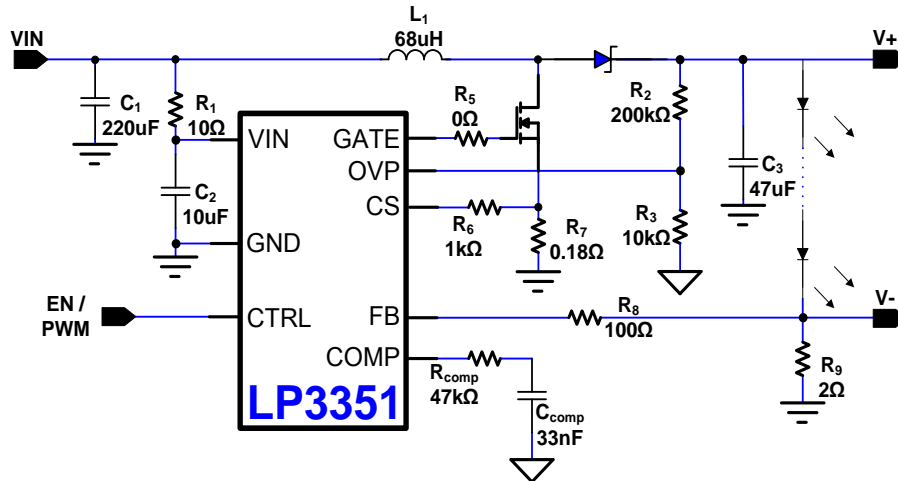 L1
68uH
VIN
V+
C1
220uF
R1
10Ω
R5
0Ω
R2
200kΩ
VIN
GATE
OVP
C3
47uF
C2
10uF
CS
R6
1kΩ
R7
0.18Ω
R3
10kΩ
GND
EN /
PWM
CTRL
FB
R8
100Ω
V-
COMP
Rcomp
47kΩ
R9
2Ω
LP3351
Ccomp
33nF